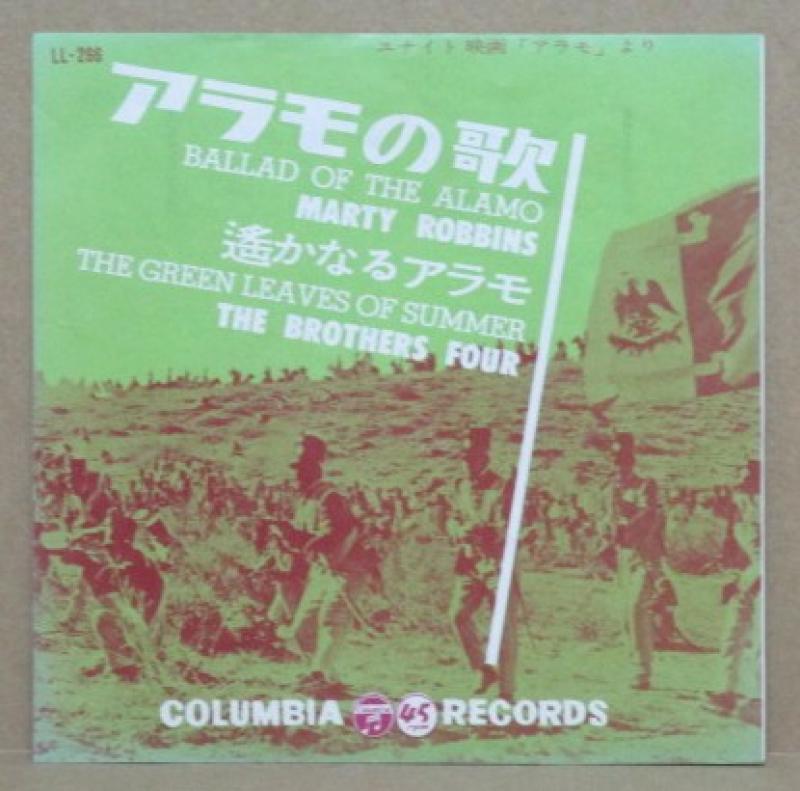 LL-266
ユナイト映画「アラモ」より
アラモの歌
BALLAD OF THE ALAMO
MARTY ROBBINS
遙かなるアラモ
THE GREEN LEAVES OF SUMMER
THE BROTHERS FOUR
COLUMBIA 45 RECORDS